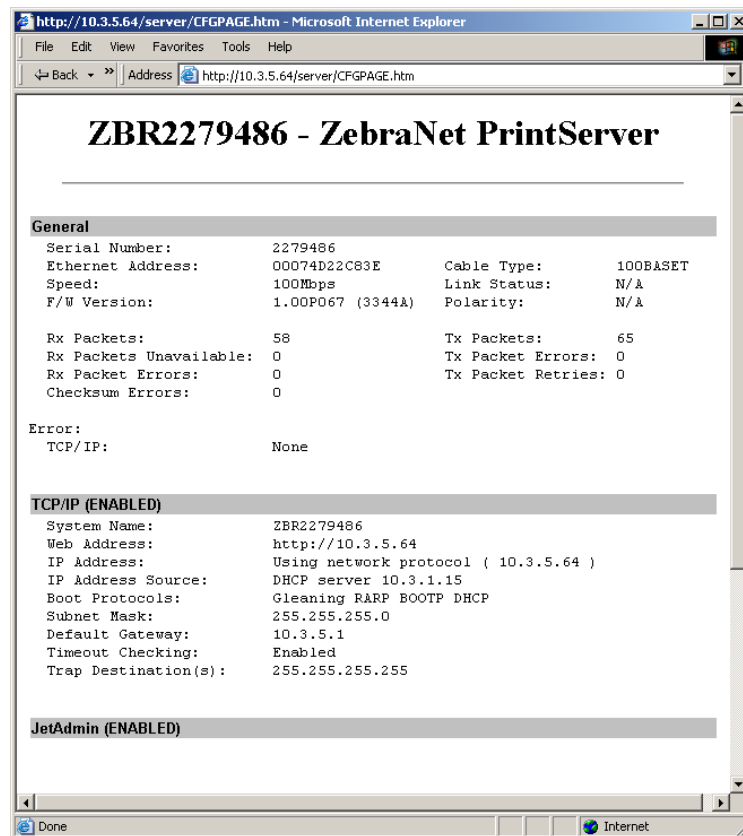 http://10.3.5.64/server/CFGPAGE.htm - Microsoft Internet Explorer
File Edit View Favorites Tools Help
Back » Address http://10.3.5.64/server/CFGPAGE.htm
ZBR2279486 - ZebraNet PrintServer
General
Serial Number: 2279486
Ethernet Address: 00074D22C83E Cable Type: 100BASET
Speed: 100Mbps Link Status: N/A
F/W Version: 1.00P067 (3344A) Polarity: N/A
Rx Packets: 58 Tx Packets: 65
Rx Packets Unavailable: 0 Tx Packet Errors: 0
Rx Packet Errors: 0 Tx Packet Retries: 0
Checksum Errors: 0
Error:
TCP/IP: None
TCP/IP (ENABLED)
System Name: ZBR2279486
Web Address: http://10.3.5.64
IP Address: Using network protocol ( 10.3.5.64 )
IP Address Source: DHCP server 10.3.1.15
Boot Protocols: Gleaning RARP BOOTP DHCP
Subnet Mask: 255.255.255.0
Default Gateway: 10.3.5.1
Timeout Checking: Enabled
Trap Destination(s): 255.255.255.255
JetAdmin (ENABLED)
Done Internet